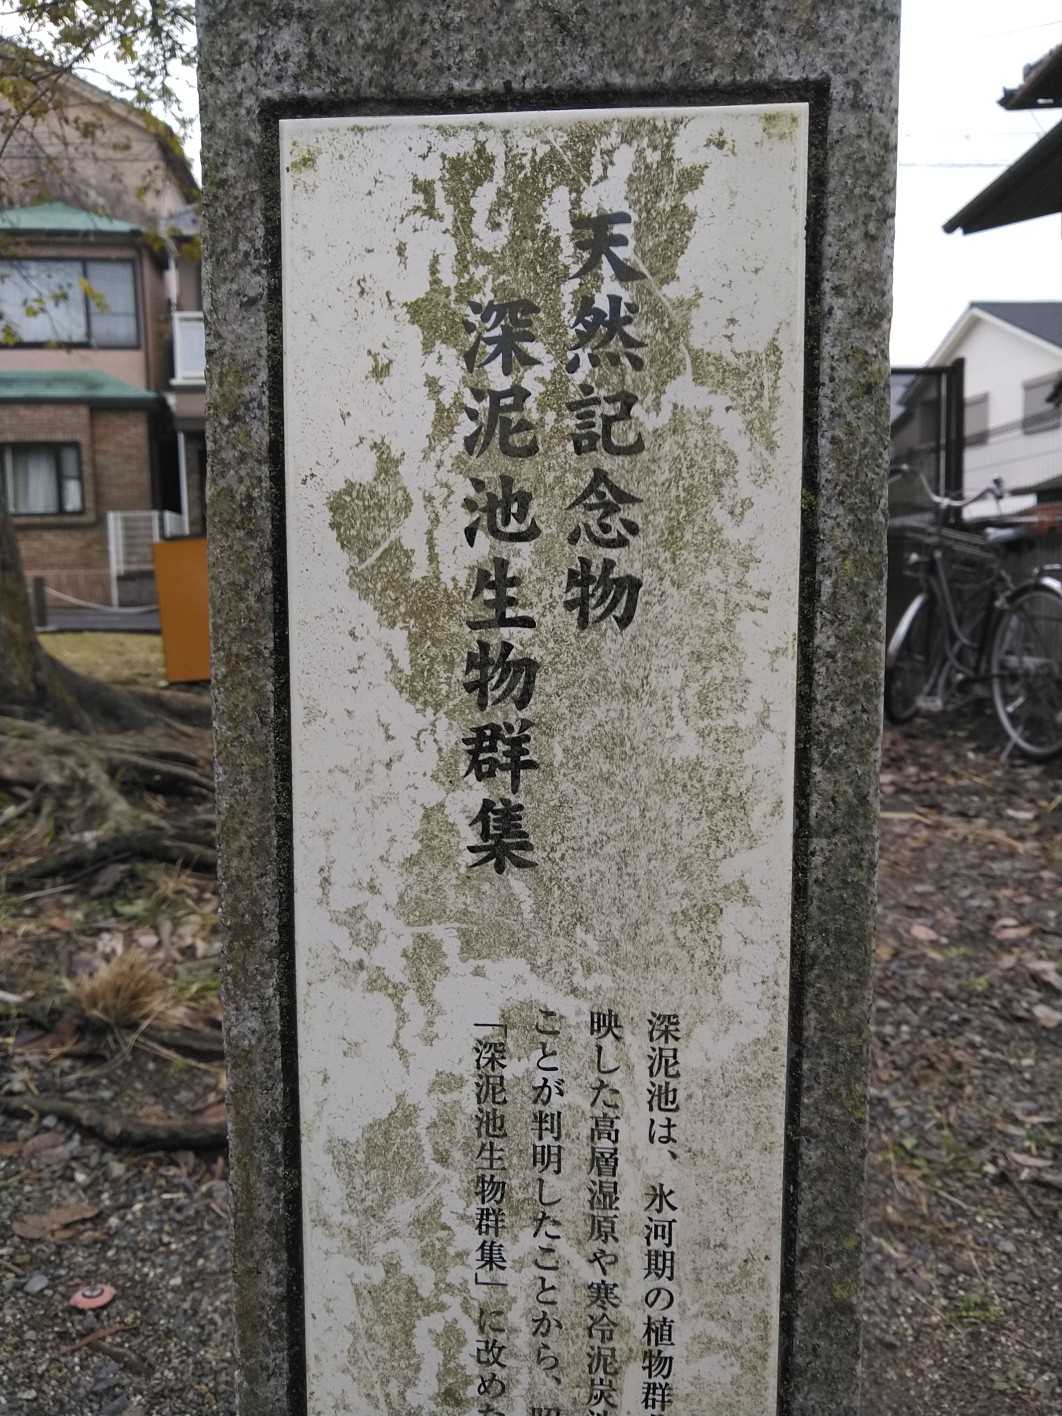 天然記念物
深泥池生物群集
深泥池は、氷河期の植物群
映した高層湿原や寒冷泥炭
ことが判明したことから、昭
「深泥池生物群集」に改めた